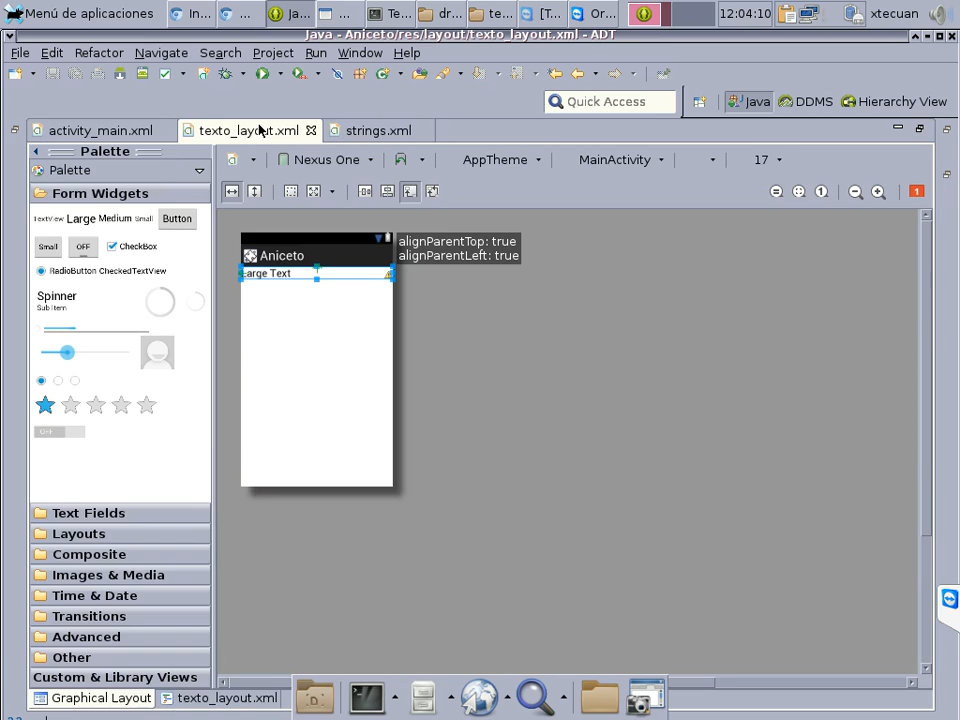 Menú de aplicaciones In... ... Ja... ... Te... dr... te... [T... Or... 12:04:10 xtecuan
Java - Aniceto/res/layout/texto_layout.xml - ADT
File Edit Refactor Navigate Search Project Run Window Help
Quick Access Java DDMS Hierarchy View
activity_main.xml texto_layout.xml strings.xml
Palette Nexus One AppTheme MainActivity 17
Palette
Form Widgets 1 1
TextView Large Medium Small Button
Small OFF CheckBox
RadioButton CheckedTextView
Spinner
Sub Item
OFF
Aniceto
Large Text
alignParentTop: true
alignParentLeft: true
Text Fields
Layouts
Composite
Images & Media
Time & Date
Transitions
Advanced
Other
Custom & Library Views
Graphical Layout texto_layout.xml